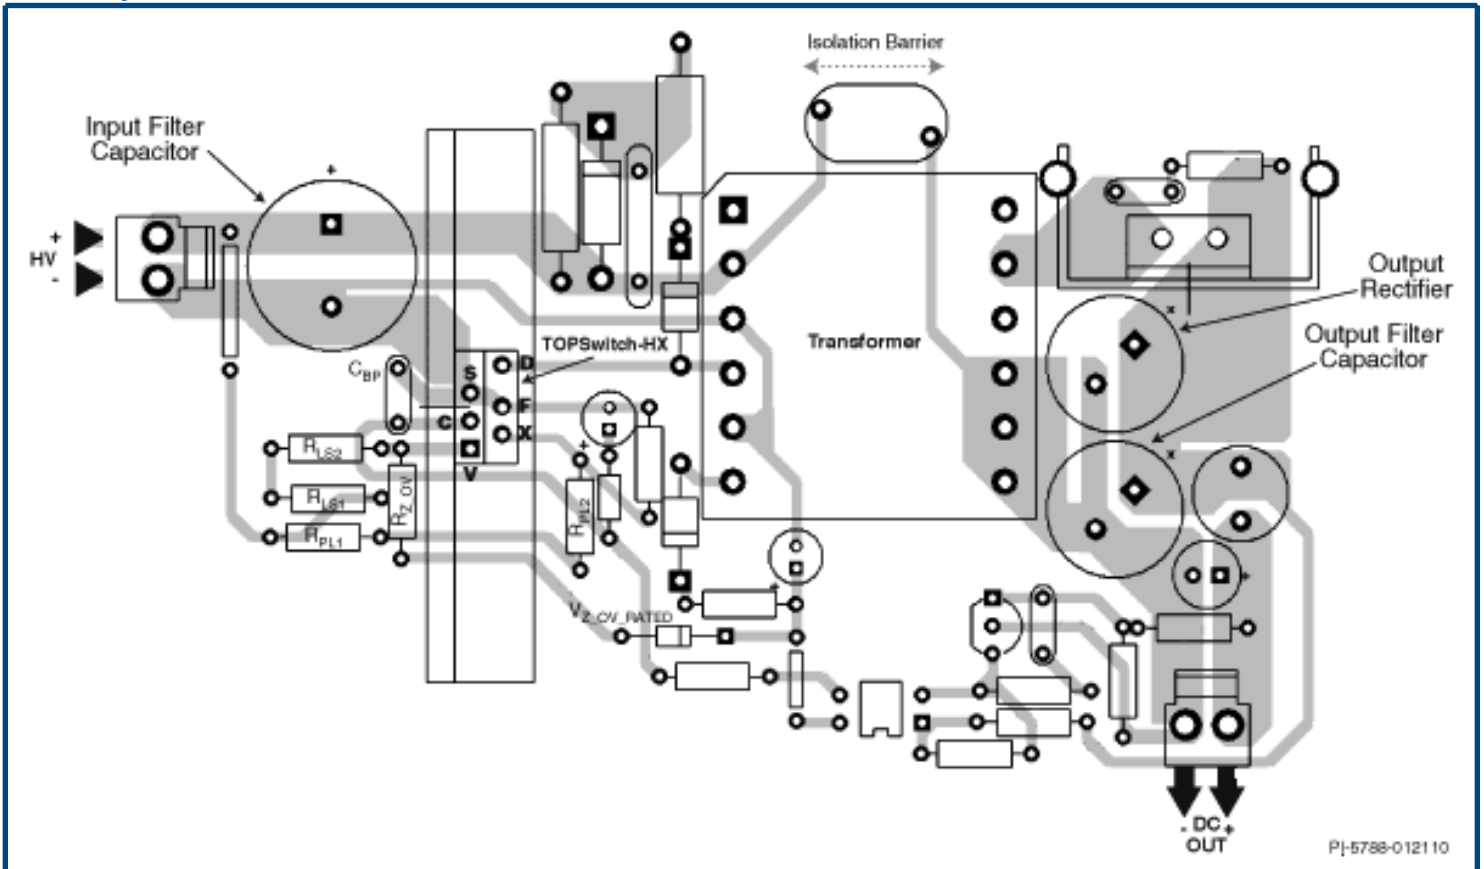 Isolation Barrier
Input Filter
Capacitor
+
+
HV
-
Output
Rectifier
Output Filter
Capacitor
Transformer
TOPSwitch-HX
D
S
CBP
F
C
X
V
+
RLS2
RLS1
RPL1
RZ_OV
RPL2
VZ_OV_RATED
+
+
x
x
- DC +
OUT
PI-5788-012110